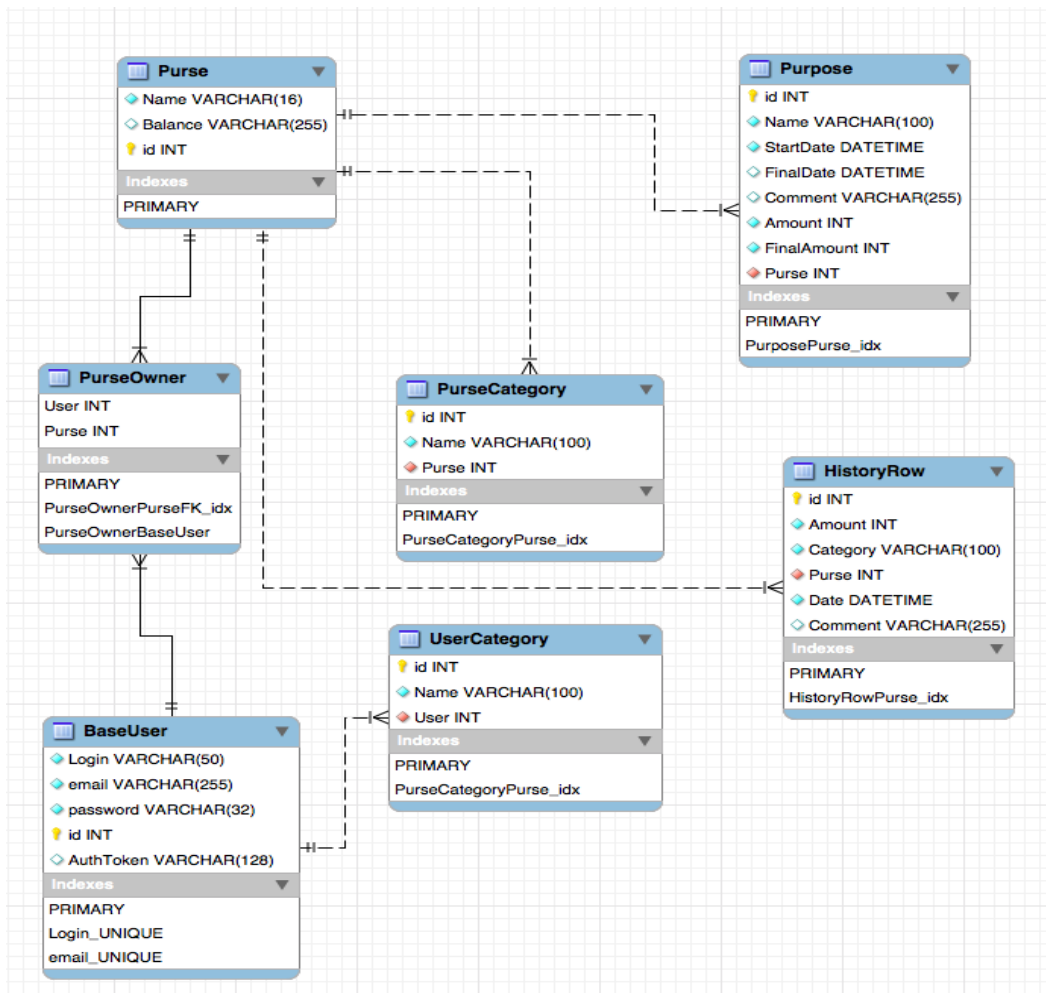 Purse
Name VARCHAR(16)
Balance VARCHAR(255)
id INT
Indexes
PRIMARY
Purpose
id INT
Name VARCHAR(100)
StartDate DATETIME
FinalDate DATETIME
Comment VARCHAR(255)
Amount INT
FinalAmount INT
Purse INT
Indexes
PRIMARY
PurposePurse_idx
PurseOwner
User INT
Purse INT
Indexes
PRIMARY
PurseOwnerPurseFK_idx
PurseOwnerBaseUser
PurseCategory
id INT
Name VARCHAR(100)
Purse INT
Indexes
PRIMARY
PurseCategoryPurse_idx
HistoryRow
id INT
Amount INT
Category VARCHAR(100)
Purse INT
Date DATETIME
Comment VARCHAR(255)
Indexes
PRIMARY
HistoryRowPurse_idx
UserCategory
id INT
Name VARCHAR(100)
User INT
Indexes
PRIMARY
PurseCategoryPurse_idx
BaseUser
Login VARCHAR(50)
email VARCHAR(255)
password VARCHAR(32)
id INT
AuthToken VARCHAR(128)
Indexes
PRIMARY
Login_UNIQUE
email_UNIQUE